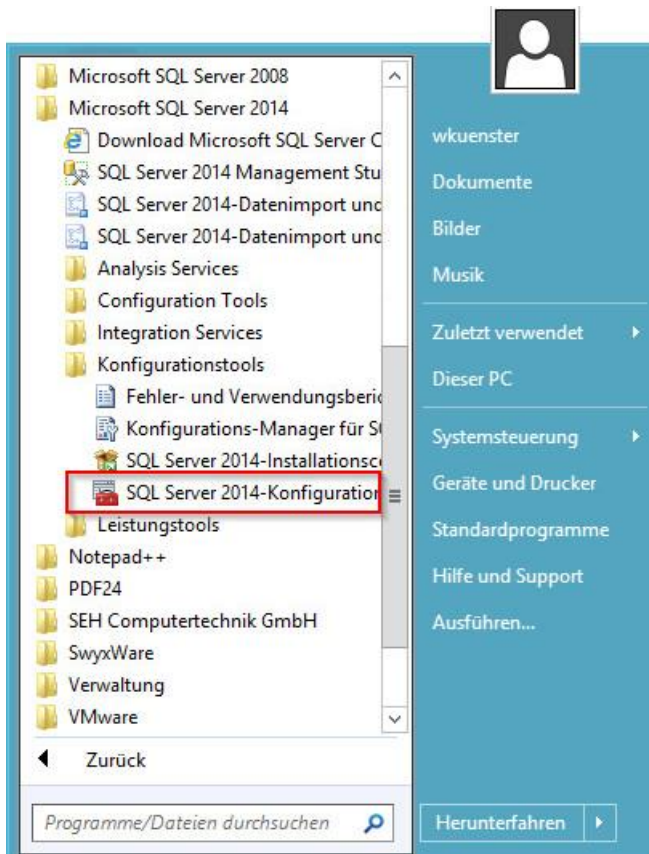 Microsoft SQL Server 2008
Microsoft SQL Server 2014
Download Microsoft SQL Server C
SQL Server 2014 Management Stu
SQL Server 2014-Datenimport und
SQL Server 2014-Datenimport und
Analysis Services
Configuration Tools
Integration Services
Konfigurationstools
Fehler- und Verwendungsberic
Konfigurations-Manager für SQ
SQL Server 2014-Installationsce
SQL Server 2014-Konfiguration
Leistungstools
Notepad++
PDF24
SEH Computertechnik GmbH
SwyxWare
Verwaltung
VMware
Zurück
Programme/Dateien durchsuchen
wkuenster
Dokumente
Bilder
Musik
Zuletzt verwendet
Dieser PC
Systemsteuerung
Geräte und Drucker
Standardprogramme
Hilfe und Support
Ausführen...
Herunterfahren